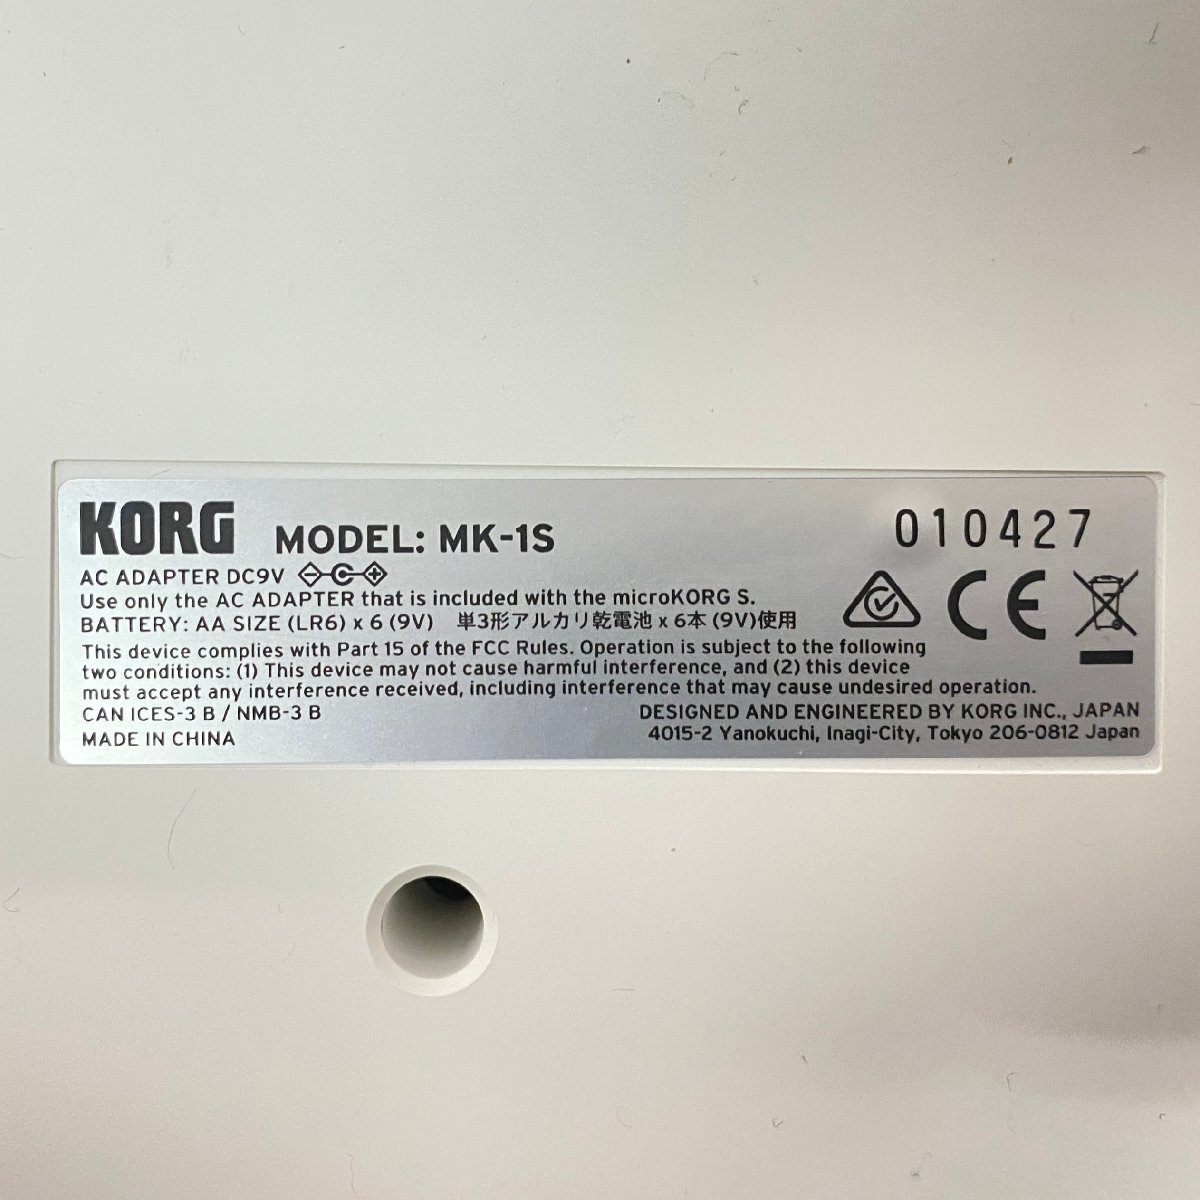 KORG MODEL: MK-1S 010427
AC ADAPTER DC9V
Use only the AC ADAPTER that is included with the microKORG S.
BATTERY: AA SIZE (LR6) x 6 (9V) 単3形アルカリ乾電池 x 6本 (9V)使用
This device complies with Part 15 of the FCC Rules. Operation is subject to the following
two conditions: (1) This device may not cause harmful interference, and (2) this device
must accept any interference received, including interference that may cause undesired operation.
CAN ICES-3 B / NMB-3 B
MADE IN CHINA
DESIGNED AND ENGINEERED BY KORG INC., JAPAN
4015-2 Yanokuchi, Inagi-City, Tokyo 206-0812 Japan
CE